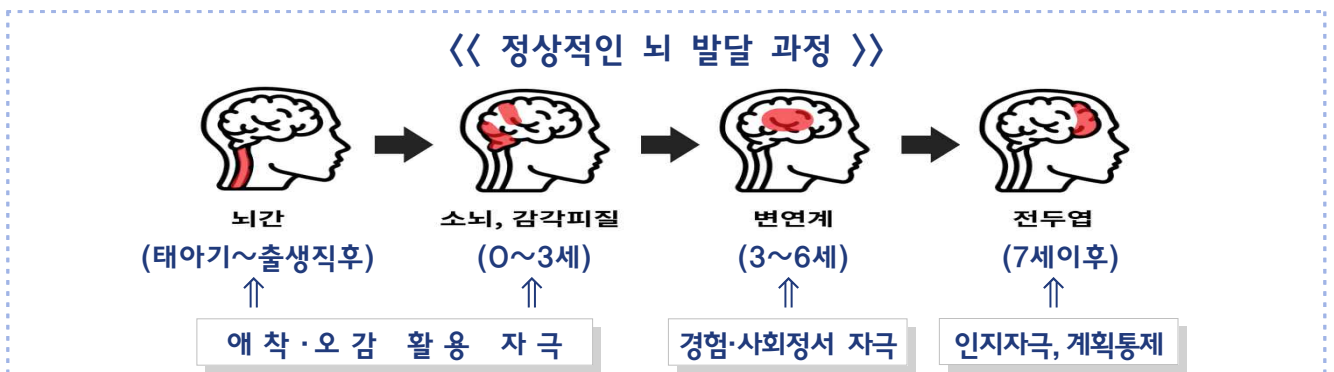 《 정상적인 뇌 발달 과정 》
뇌간 소뇌, 감각피질 변연계 전두엽
(태아기~출생직후) (0~3세) (3~6세) (7세이후)
⇑ ⇑ ⇑ ⇑
애 착 · 오 감 활 용 자 극 경험·사회정서 자극 인지자극, 계획통제